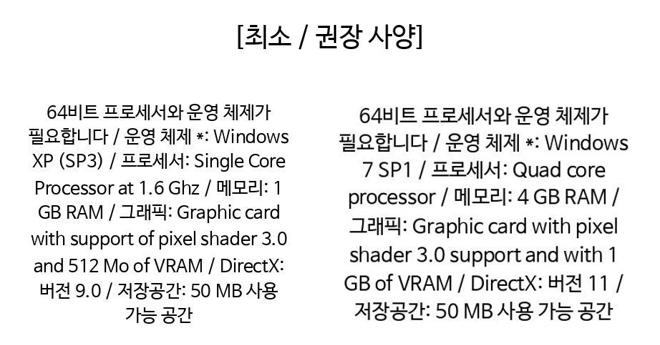 [최소 / 권장 사양]
64비트 프로세서와 운영 체제가
필요합니다 / 운영 체제 *: Windows
XP (SP3) / 프로세서: Single Core
Processor at 1.6 Ghz / 메모리: 1
GB RAM / 그래픽: Graphic card
with support of pixel shader 3.0
and 512 Mo of VRAM / DirectX:
버전 9.0 / 저장공간: 50 MB 사용
가능 공간
64비트 프로세서와 운영 체제가
필요합니다 / 운영 체제 *: Windows
7 SP1 / 프로세서: Quad core
processor / 메모리: 4 GB RAM /
그래픽: Graphic card with pixel
shader 3.0 support and with 1
GB of VRAM / DirectX: 버전 11 /
저장공간: 50 MB 사용 가능 공간